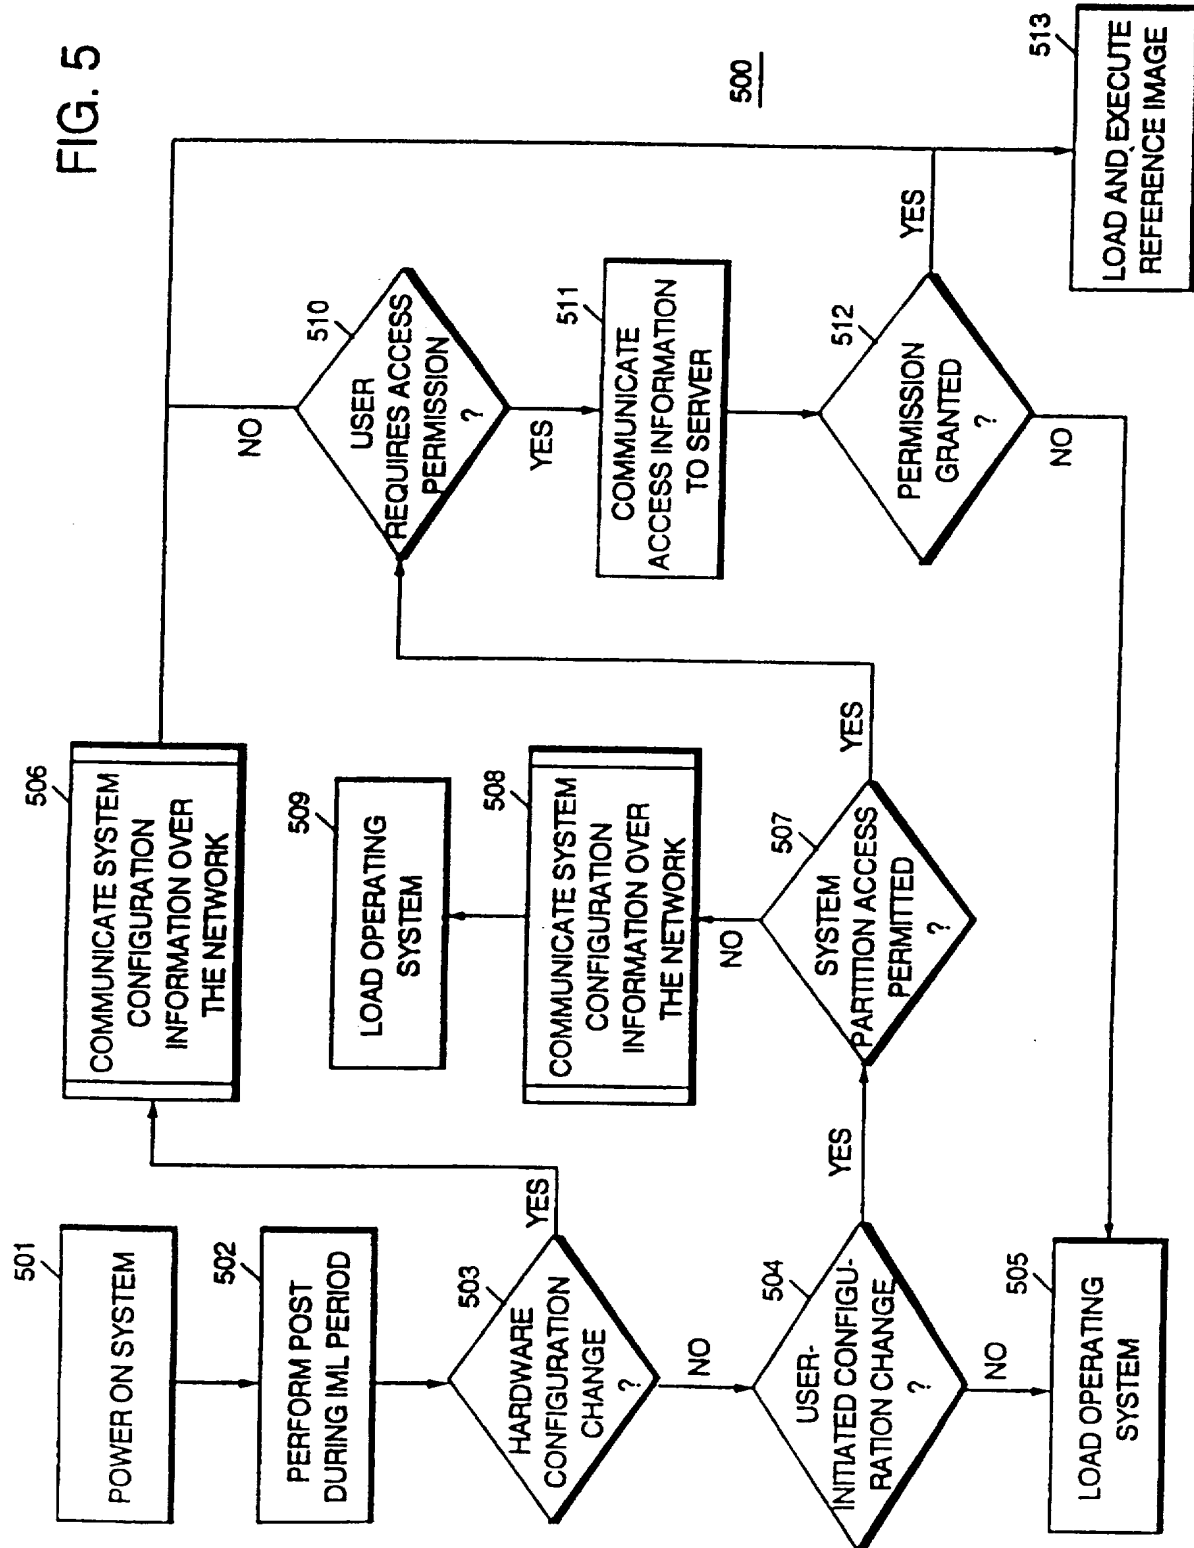 FIG. 5
500
501
POWER ON SYSTEM
502
PERFORM POST
DURING IML PERIOD
503
HARDWARE
CONFIGURATION
CHANGE
?
YES
NO
504
USER-
INITIATED CONFIGU-
RATION CHANGE
?
YES
NO
505
LOAD OPERATING
SYSTEM
506
COMMUNICATE SYSTEM
CONFIGURATION
INFORMATION OVER
THE NETWORK
509
LOAD OPERATING
SYSTEM
508
COMMUNICATE SYSTEM
CONFIGURATION
INFORMATION OVER
THE NETWORK
NO
507
SYSTEM
PARTITION ACCESS
PERMITTED
?
YES
510
USER
REQUIRES ACCESS
PERMISSION
?
NO
YES
511
COMMUNICATE
ACCESS INFORMATION
TO SERVER
512
PERMISSION
GRANTED
?
YES
NO
513
LOAD AND EXECUTE
REFERENCE IMAGE